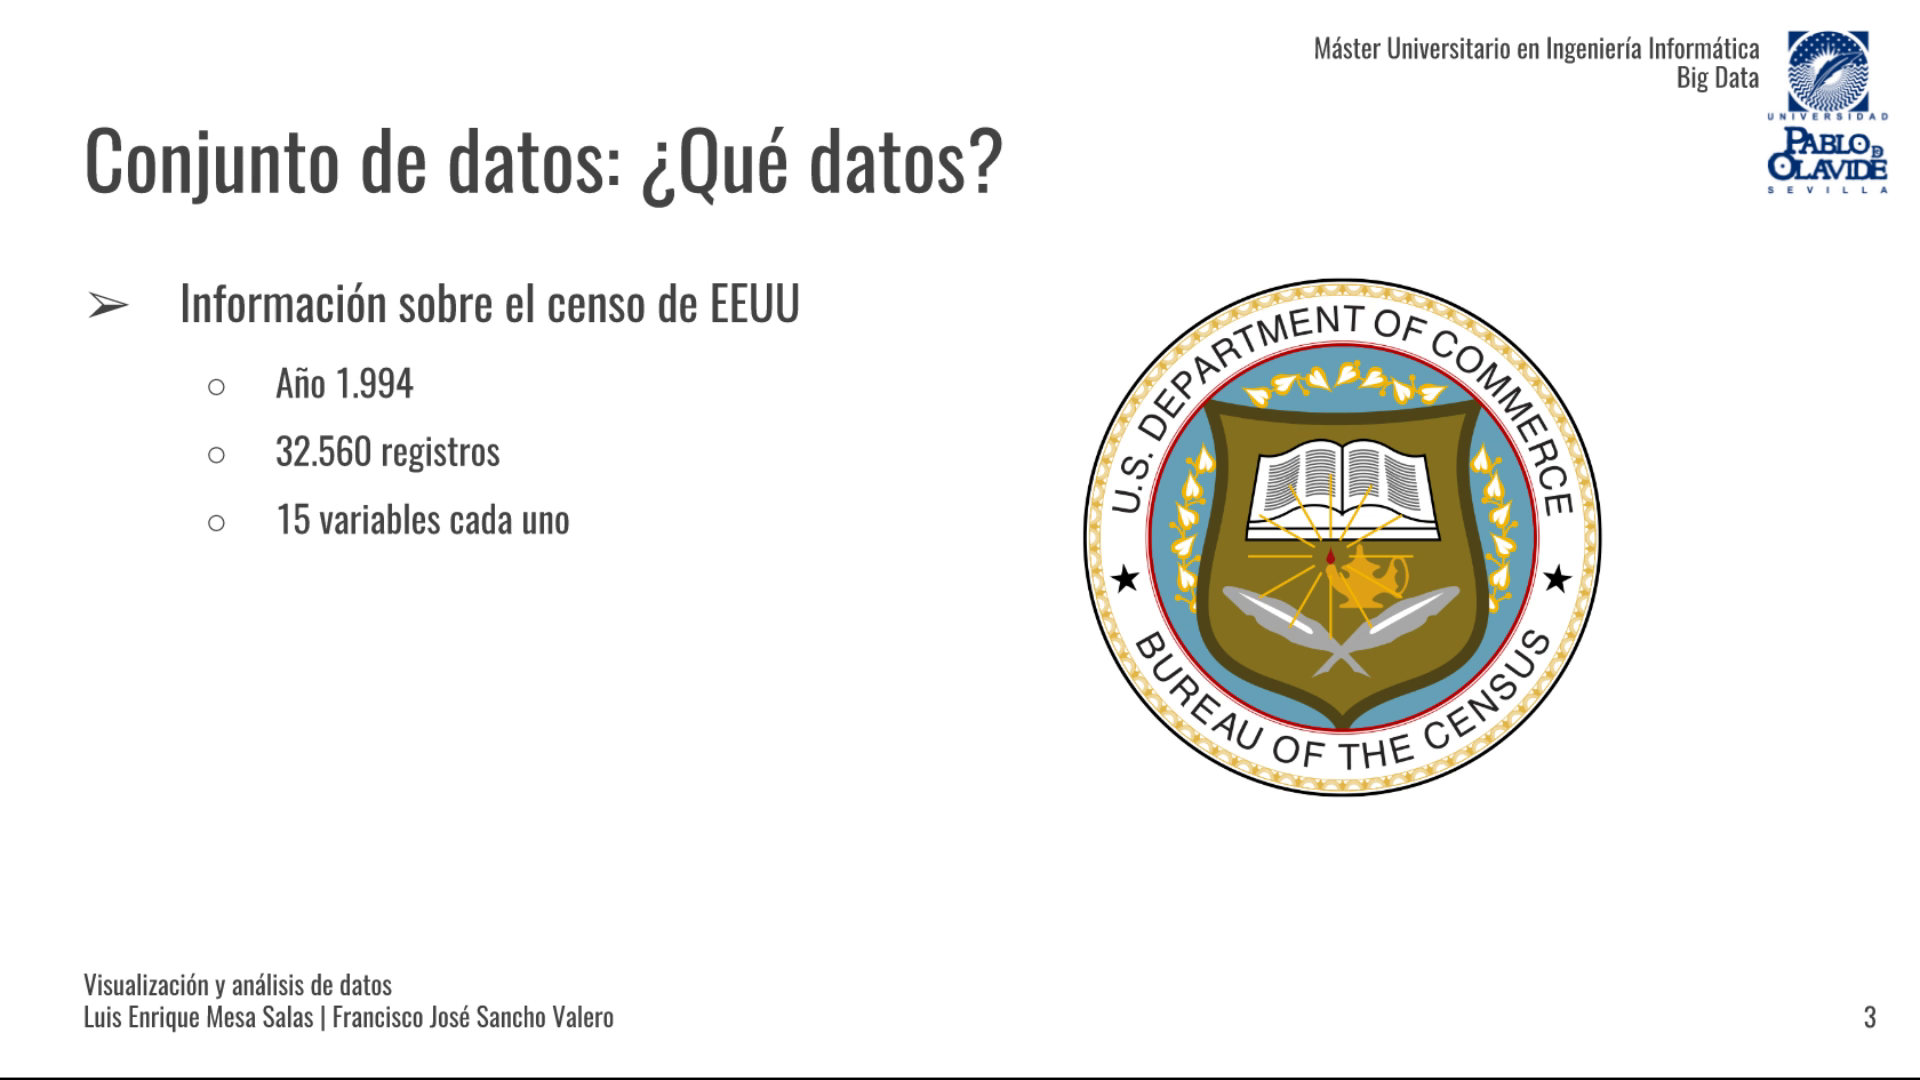 Máster Universitario en Ingeniería Informática
Big Data
UNIVERSIDAD
PABLO DE
OLAVIDE
SEVILLA
Conjunto de datos: ¿Qué datos?
➢ Información sobre el censo de EEUU
○ Año 1.994
○ 32.560 registros
○ 15 variables cada uno
U.S. DEPARTMENT OF COMMERCE
★ ★
BUREAU OF THE CENSUS
Visualización y análisis de datos
Luis Enrique Mesa Salas | Francisco José Sancho Valero
3